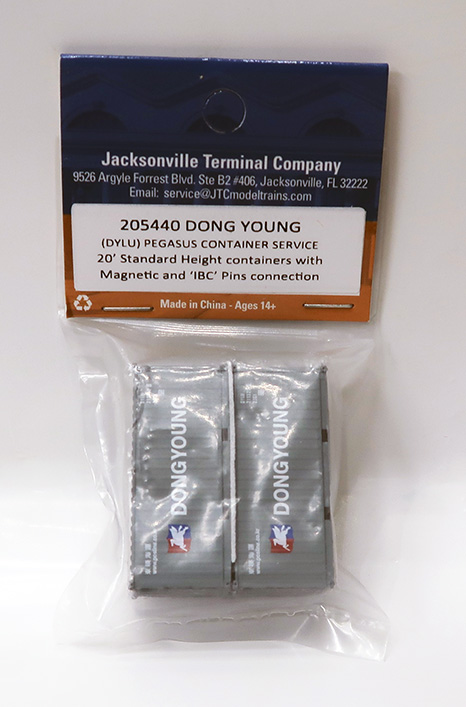 Jacksonville Terminal Company
9526 Argyle Forrest Blvd. Ste B2 #406, Jacksonville, FL 32222
Email: service@JTCmodeltrains.com
205440 DONG YOUNG
(DYLU) PEGASUS CONTAINER SERVICE
20' Standard Height containers with
Magnetic and 'IBC' Pins connection
Made in China - Ages 14+
DONGYOUNG
DONGYOUNG